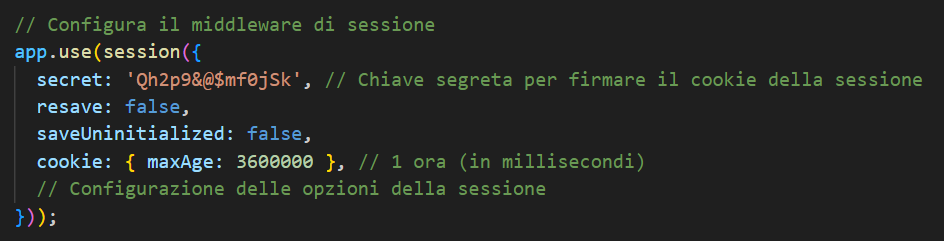 // Configura il middleware di sessione
app.use(session({
  secret: 'Qh2p9&@$mf0jSk', // Chiave segreta per firmare il cookie della sessione
  resave: false,
  saveUninitialized: false,
  cookie: { maxAge: 3600000 }, // 1 ora (in millisecondi)
  // Configurazione delle opzioni della sessione
}));